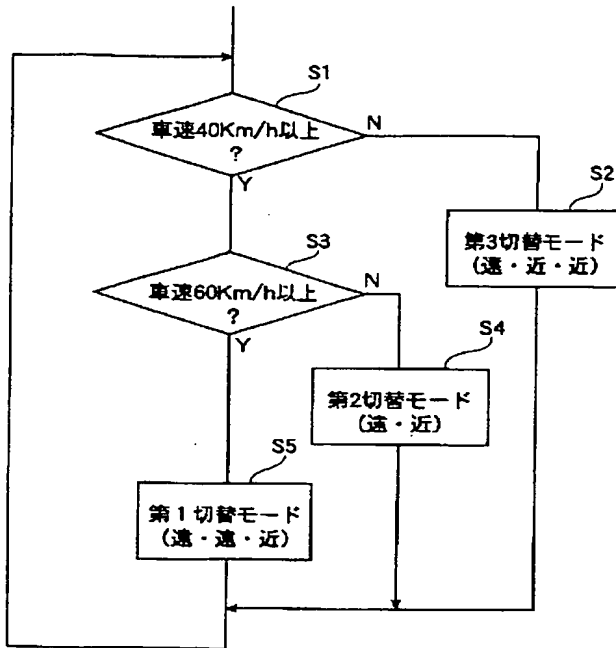 S1
車速40Km/h以上
?
N
Y
S2
第3切替モード
(遠・近・近)
S3
車速60Km/h以上
?
N
Y
S4
第2切替モード
(遠・近)
S5
第1切替モード
(遠・遠・近)